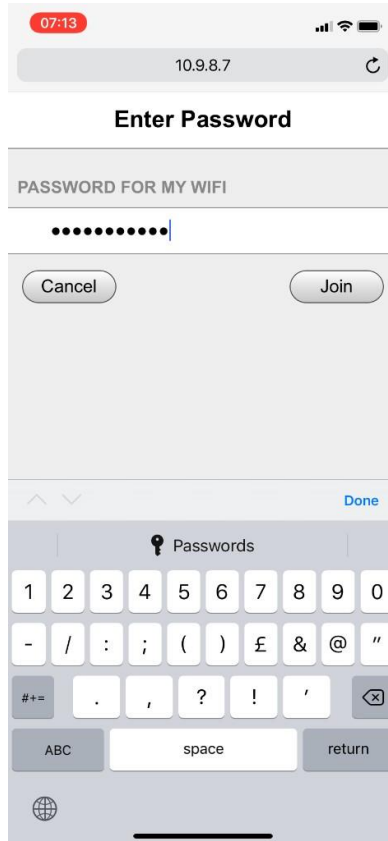 07:13
10.9.8.7
Enter Password
PASSWORD FOR MY WIFI
•••••••••••
Cancel Join
Done
Passwords
1 2 3 4 5 6 7 8 9 0
- / : ; ( ) £ & @ "
#+= . , ? ! '
ABC space return